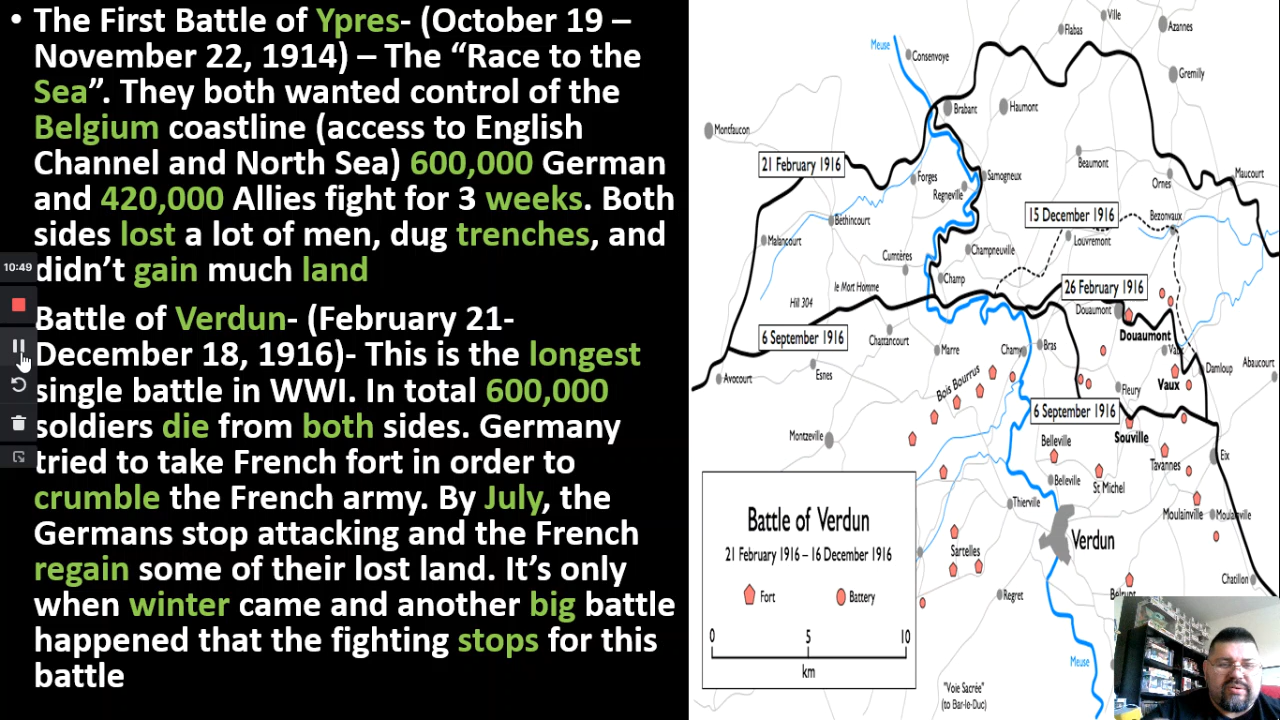 • The First Battle of Ypres- (October 19 –
November 22, 1914) – The “Race to the
Sea”. They both wanted control of the
Belgium coastline (access to English
Channel and North Sea) 600,000 German
and 420,000 Allies fight for 3 weeks. Both
sides lost a lot of men, dug trenches, and
didn’t gain much land
Battle of Verdun- (February 21-
December 18, 1916)- This is the longest
single battle in WWI. In total 600,000
soldiers die from both sides. Germany
tried to take French fort in order to
crumble the French army. By July, the
Germans stop attacking and the French
regain some of their lost land. It’s only
when winter came and another big battle
happened that the fighting stops for this
battle
10:49
Ville
Flabas
Azannes
Meuse
Consenvoye
Gremilly
Brabant
Haumont
Montfaucon
21 February 1916
Beaumont
Forges
Samogneux
Regneville
Ornes
Maucourt
15 December 1916
Bezonvaux
Béthincourt
Malancourt
Louvremont
Champneuville
Cumières
Champ
le Mort Homme
26 February 1916
Hill 304
Douaumont
Douaumont
6 September 1916
Chattancourt
Marre
Charny
Bras
Vaux
Damloup
Abaucourt
Avocourt
Esnes
Bois Bourrus
Fleury
Vaux
6 September 1916
Souville
Montzeville
Belleville
Tavannes
Eix
Belleville
St Michel
Thierville
Moulainville
Moulainville
Battle of Verdun
21 February 1916 – 16 December 1916
Fort
Battery
0 5 10
km
Verdun
Sartelles
Chatillon
Regret
Belrupt
Meuse
"Voie Sacrée"
(to Bar-le-Duc)